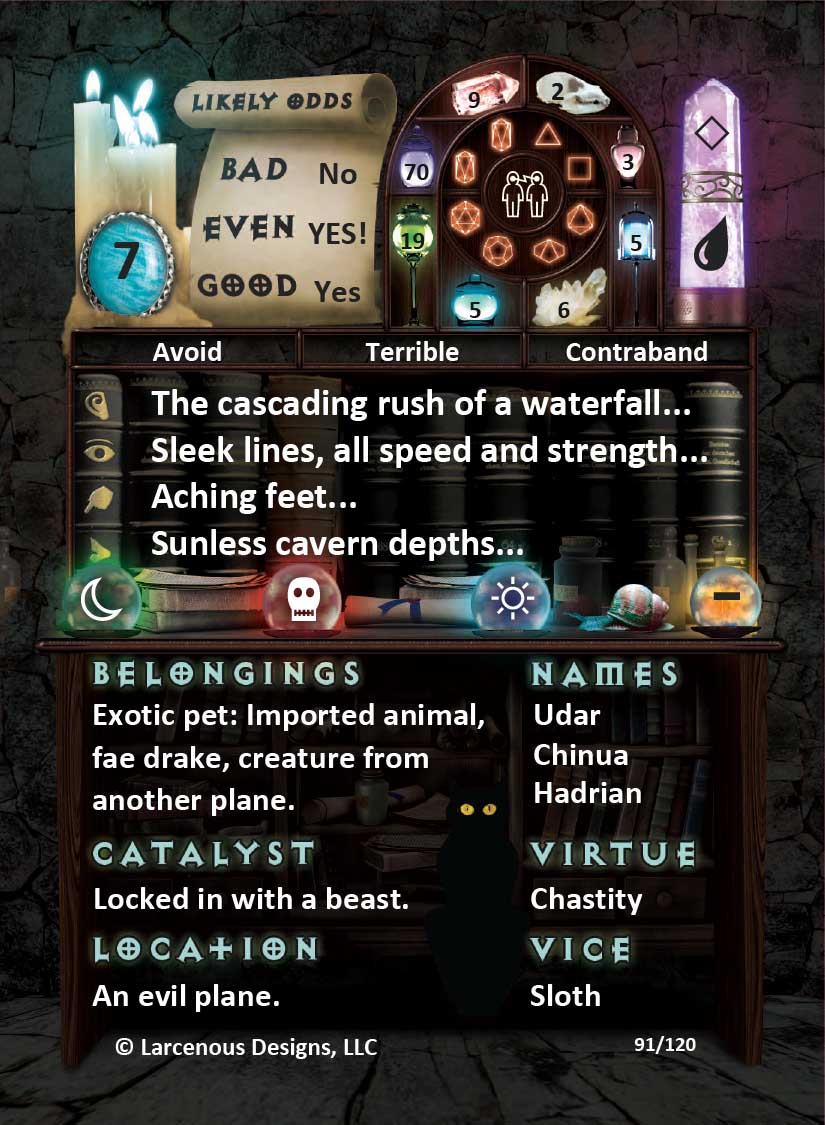 LIKELY ODDS
BAD No
EVEN YES!
GOOD Yes
7
9
2
70
3
19
5
5
6
Avoid Terrible Contraband
The cascading rush of a waterfall...
Sleek lines, all speed and strength...
Aching feet...
Sunless cavern depths...
BELONGINGS
Exotic pet: Imported animal,
fae drake, creature from
another plane.
NAMES
Udar
Chinua
Hadrian
CATALYST
Locked in with a beast.
VIRTUE
Chastity
LOCATION
An evil plane.
VICE
Sloth
© Larcenous Designs, LLC
91/120